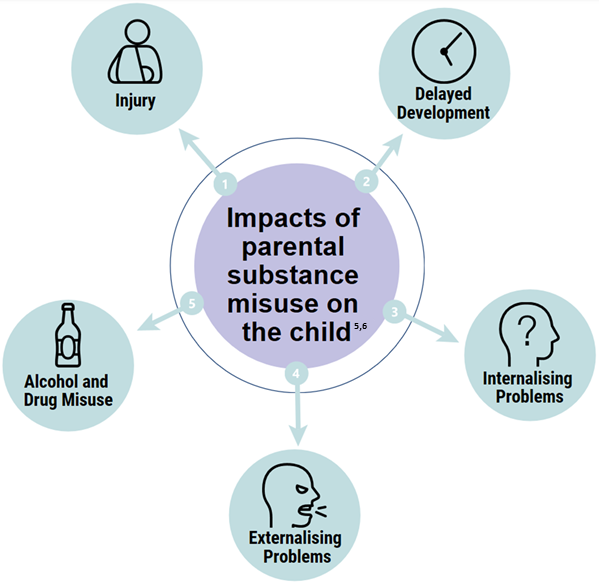 Injury
Delayed
Development
1
2
Impacts of
parental
substance
misuse on
the child 5,6
5
3
4
?
Alcohol and
Drug Misuse
Internalising
Problems
Externalising
Problems